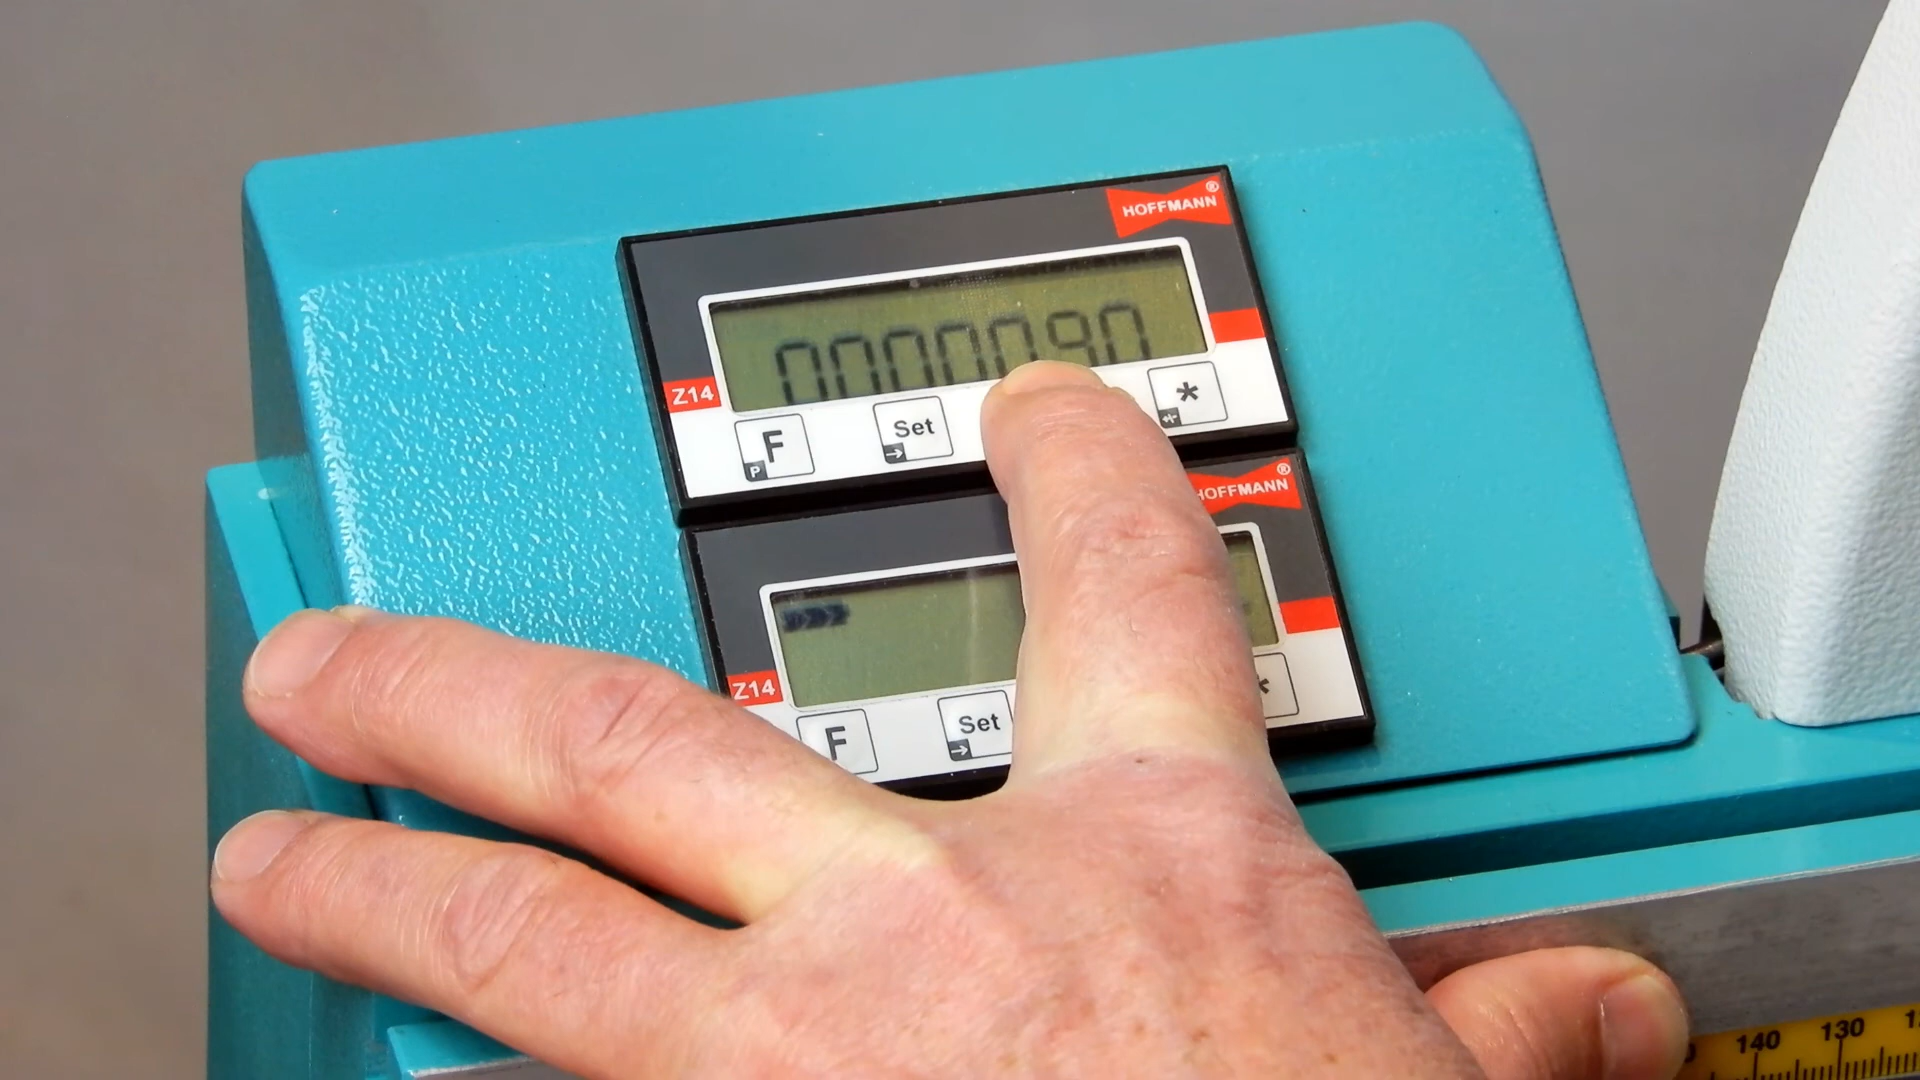 HOFFMANN®
0000090
Z14
F
P
Set
→
*
HOFFMANN®
Z14
F
Set
→
*
140 130